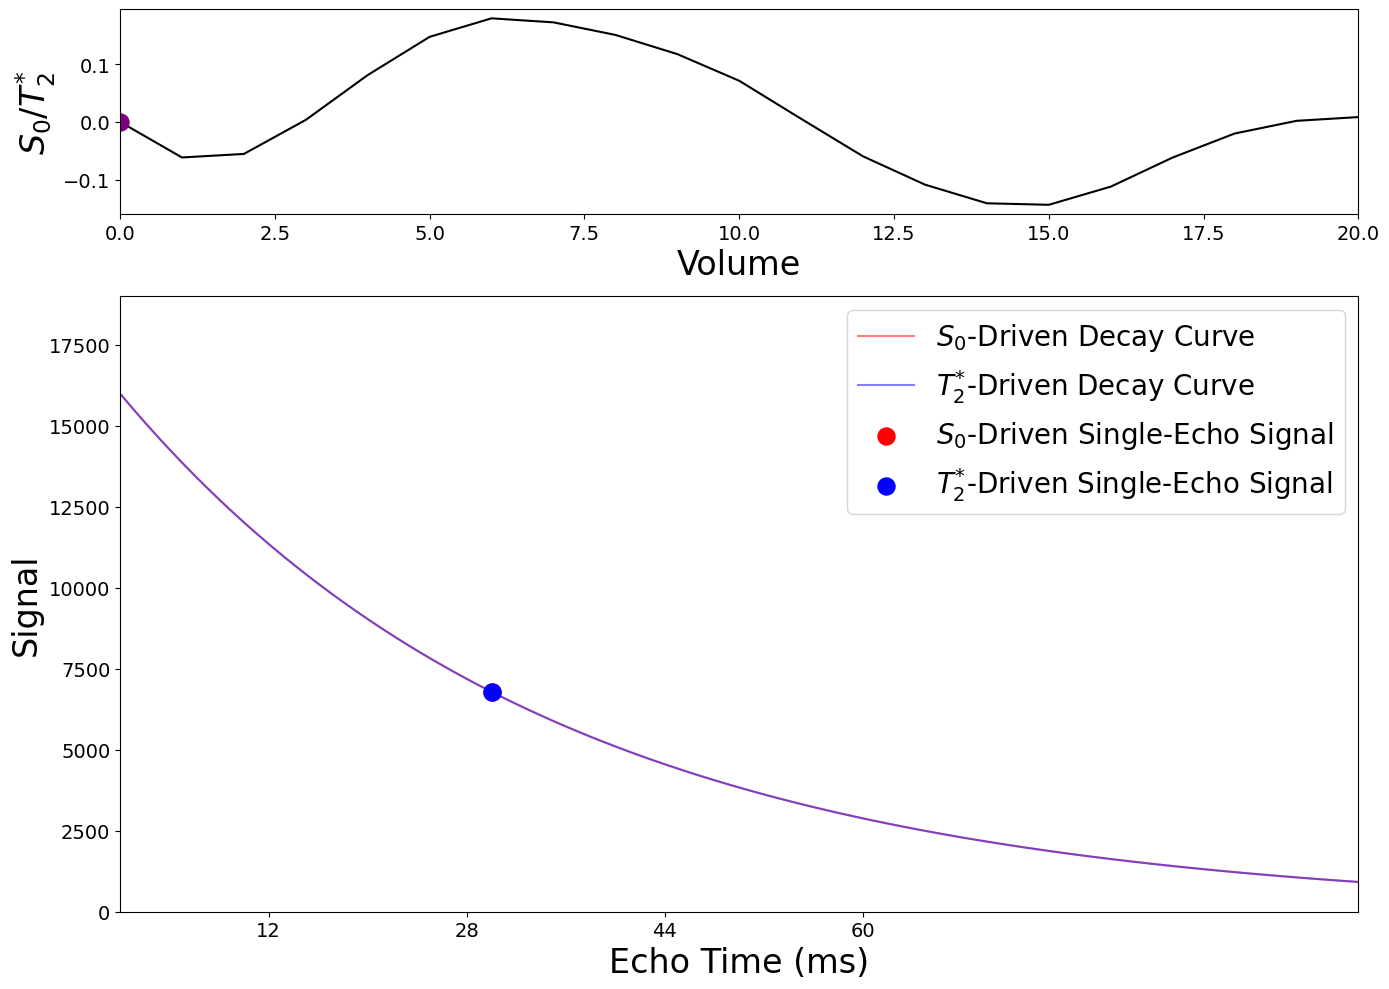 S₀/T₂*
0.1
0.0
−0.1
0.0 2.5 5.0 7.5 10.0 12.5 15.0 17.5 20.0
Volume
Signal
17500
15000
12500
10000
7500
5000
2500
0
S₀-Driven Decay Curve
T₂*-Driven Decay Curve
S₀-Driven Single-Echo Signal
T₂*-Driven Single-Echo Signal
12 28 44 60
Echo Time (ms)